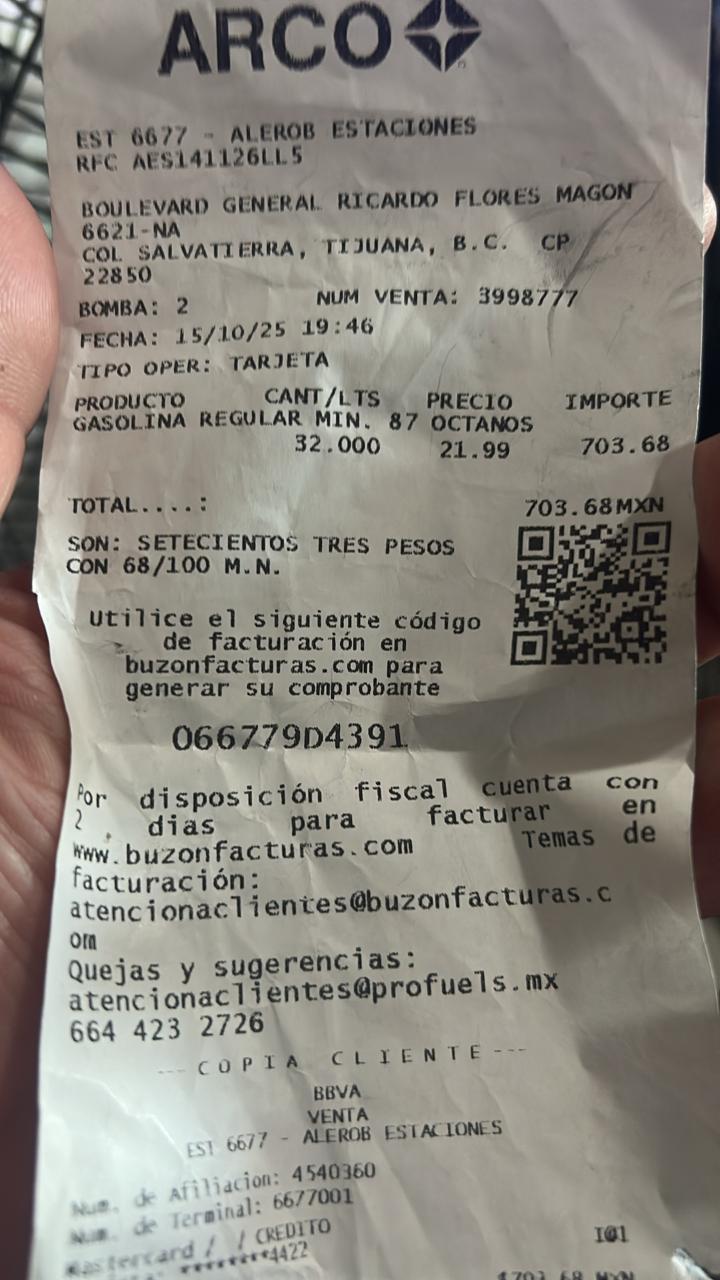 ARCO
EST 6677 - ALEROB ESTACIONES
RFC AES141126LL5
BOULEVARD GENERAL RICARDO FLORES MAGON
6621-NA
COL SALVATIERRA, TIJUANA, B.C. CP
22850
BOMBA: 2 NUM VENTA: 3998777
FECHA: 15/10/25 19:46
TIPO OPER: TARJETA
PRODUCTO CANT/LTS PRECIO IMPORTE
GASOLINA REGULAR MIN. 87 OCTANOS
32.000 21.99 703.68
TOTAL....: 703.68MXN
SON: SETECIENTOS TRES PESOS
CON 68/100 M.N.
Utilice el siguiente código
de facturación en
buzonfacturas.com para
generar su comprobante
066779D4391
Por disposición fiscal cuenta con
2 dias para facturar en
www.buzonfacturas.com Temas de
facturación:
atencionaclientes@buzonfacturas.c
om
Quejas y sugerencias:
atencionaclientes@profuels.mx
664 423 2726
---COPIA CLIENTE---
BBVA
VENTA
EST 6677 - ALEROB ESTACIONES
Num. de Afiliacion: 4540360
Num. de Terminal: 6677001
Mastercard / / CREDITO I@1
********4422
$703.68 MXN